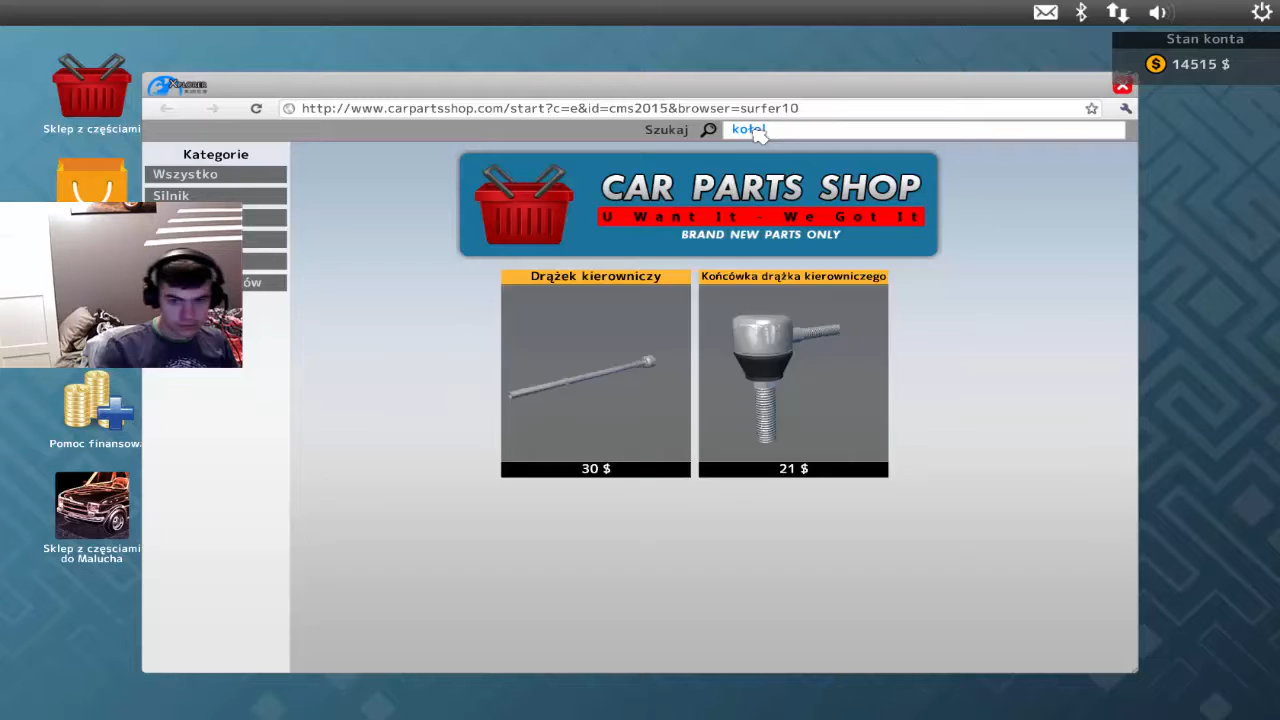 Stan konta
14515 $
Sklep z częściami
XPLORER
http://www.carpartsshop.com/start?c=e&id=cms2015&browser=surfer10
Szukaj
Kategorie
Wszystko
Silnik
ów
CAR PARTS SHOP
U Want It - We Got It
BRAND NEW PARTS ONLY
Drążek kierowniczy
30 $
Końcówka drążka kierowniczego
21 $
Pomoc finansowa
Sklep z częściami
do Malucha